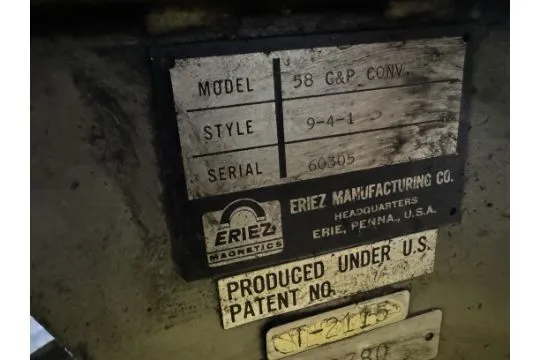 MODEL 58 C&P CONV.
STYLE 9-4-1
SERIAL 60305
ERIEZ MANUFACTURING CO.
HEADQUARTERS
ERIE, PENNA., U.S.A.
ERIEZ
MAGNETICS
PRODUCED UNDER U.S.
PATENT NO.
T-2115